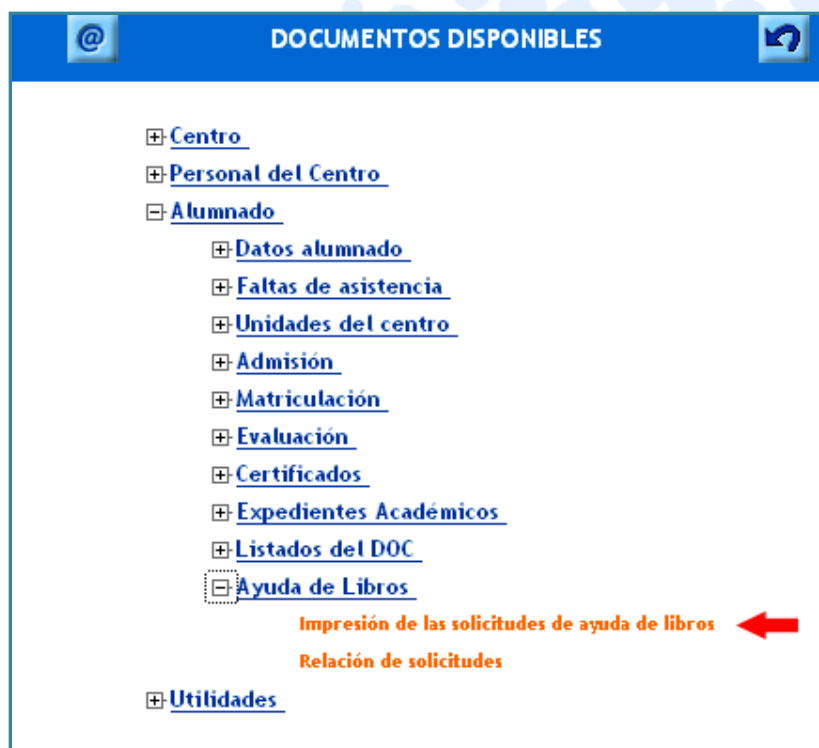 @ DOCUMENTOS DISPONIBLES
Centro
Personal del Centro
Alumnado
Datos alumnado
Faltas de asistencia
Unidades del centro
Admisión
Matriculación
Evaluación
Certificados
Expedientes Académicos
Listados del DOC
Ayuda de Libros
Impresión de las solicitudes de ayuda de libros
Relación de solicitudes
Utilidades